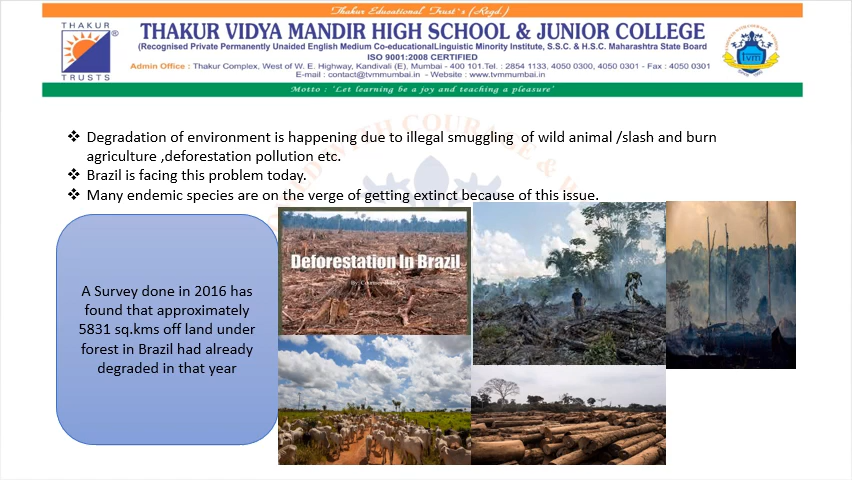 Thakur Educational Trust's (Regd.)
THAKUR
®
TRUSTS
THAKUR VIDYA MANDIR HIGH SCHOOL & JUNIOR COLLEGE
(Recognised Private Permanently Unaided English Medium Co-educationalLinguistic Minority Institute, S.S.C. & H.S.C. Maharashtra State Board
ISO 9001:2008 CERTIFIED
Admin Office : Thakur Complex, West of W. E. Highway, Kandivali (E), Mumbai - 400 101.Tel. : 2854 1133, 4050 0300, 4050 0301 - Fax : 4050 0301
E-mail : contact@tvmmumbai.in - Website : www.tvmmumbai.in
tvm
Motto : 'Let learning be a joy and teaching a pleasure'
❖ Degradation of environment is happening due to illegal smuggling of wild animal /slash and burn
agriculture ,deforestation pollution etc.
❖ Brazil is facing this problem today.
❖ Many endemic species are on the verge of getting extinct because of this issue.
A Survey done in 2016 has
found that approximately
5831 sq.kms off land under
forest in Brazil had already
degraded in that year
Deforestation In Brazil